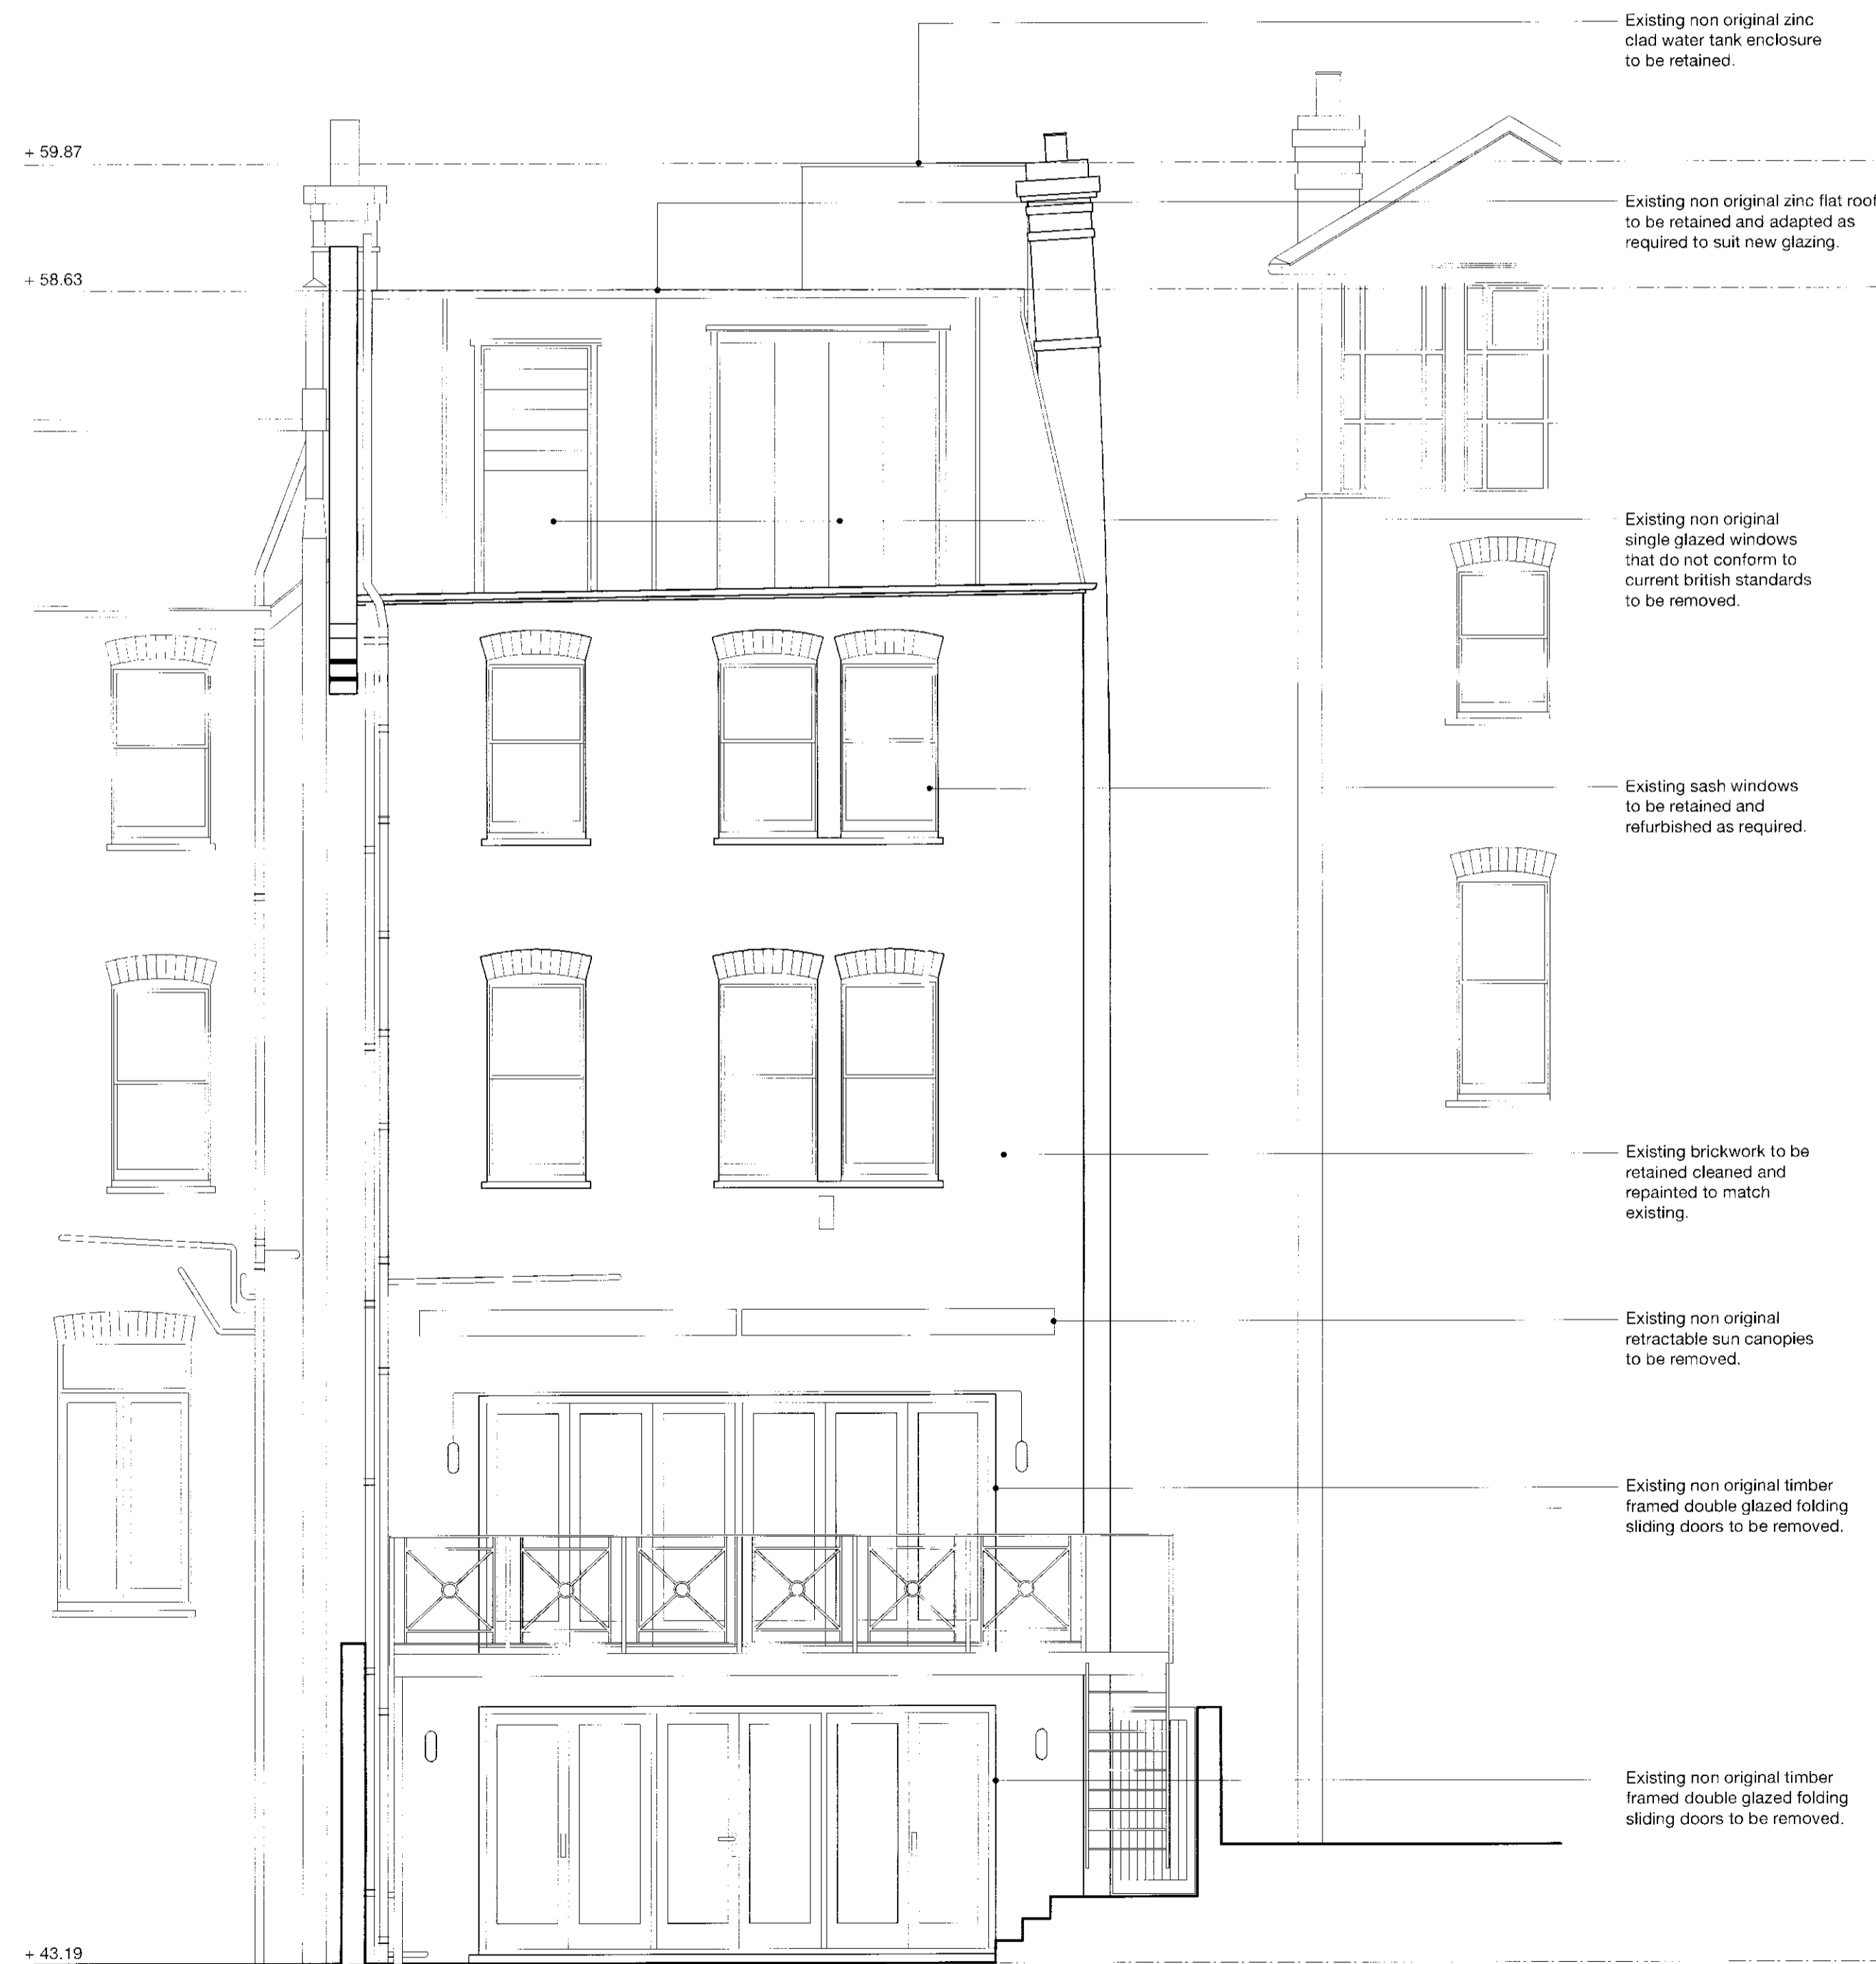 Existing non original zinc
clad water tank enclosure
to be retained.
+ 59.87
Existing non original zinc flat roof
to be retained and adapted as
required to suit new glazing.
+ 58.63
Existing non original
single glazed windows
that do not conform to
current british standards
to be removed.
Existing sash windows
to be retained and
refurbished as required.
Existing brickwork to be
retained cleaned and
repainted to match
existing.
Existing non original
retractable sun canopies
to be removed.
Existing non original timber
framed double glazed folding
sliding doors to be removed.
Existing non original timber
framed double glazed folding
sliding doors to be removed.
+ 43.19